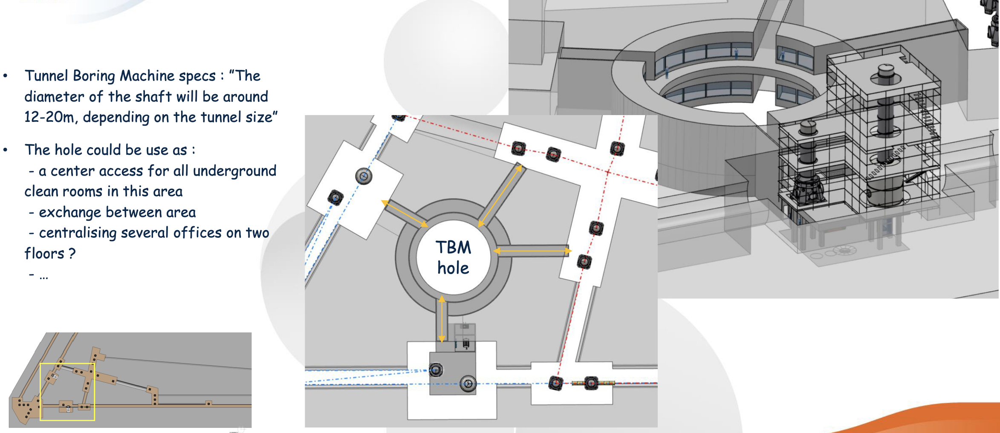 • Tunnel Boring Machine specs : "The
diameter of the shaft will be around
12-20m, depending on the tunnel size"
• The hole could be use as :
- a center access for all underground
clean rooms in this area
- exchange between area
- centralising several offices on two
floors ?
- ...
TBM
hole